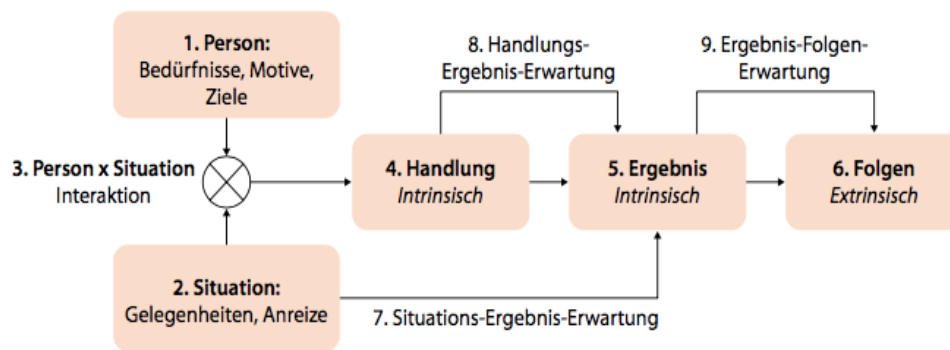 1. Person:
Bedürfnisse, Motive,
Ziele
8. Handlungs-
Ergebnis-Erwartung
9. Ergebnis-Folgen-
Erwartung
3. Person x Situation
Interaktion
4. Handlung
Intrinsisch
5. Ergebnis
Intrinsisch
6. Folgen
Extrinsisch
2. Situation:
Gelegenheiten, Anreize
7. Situations-Ergebnis-Erwartung